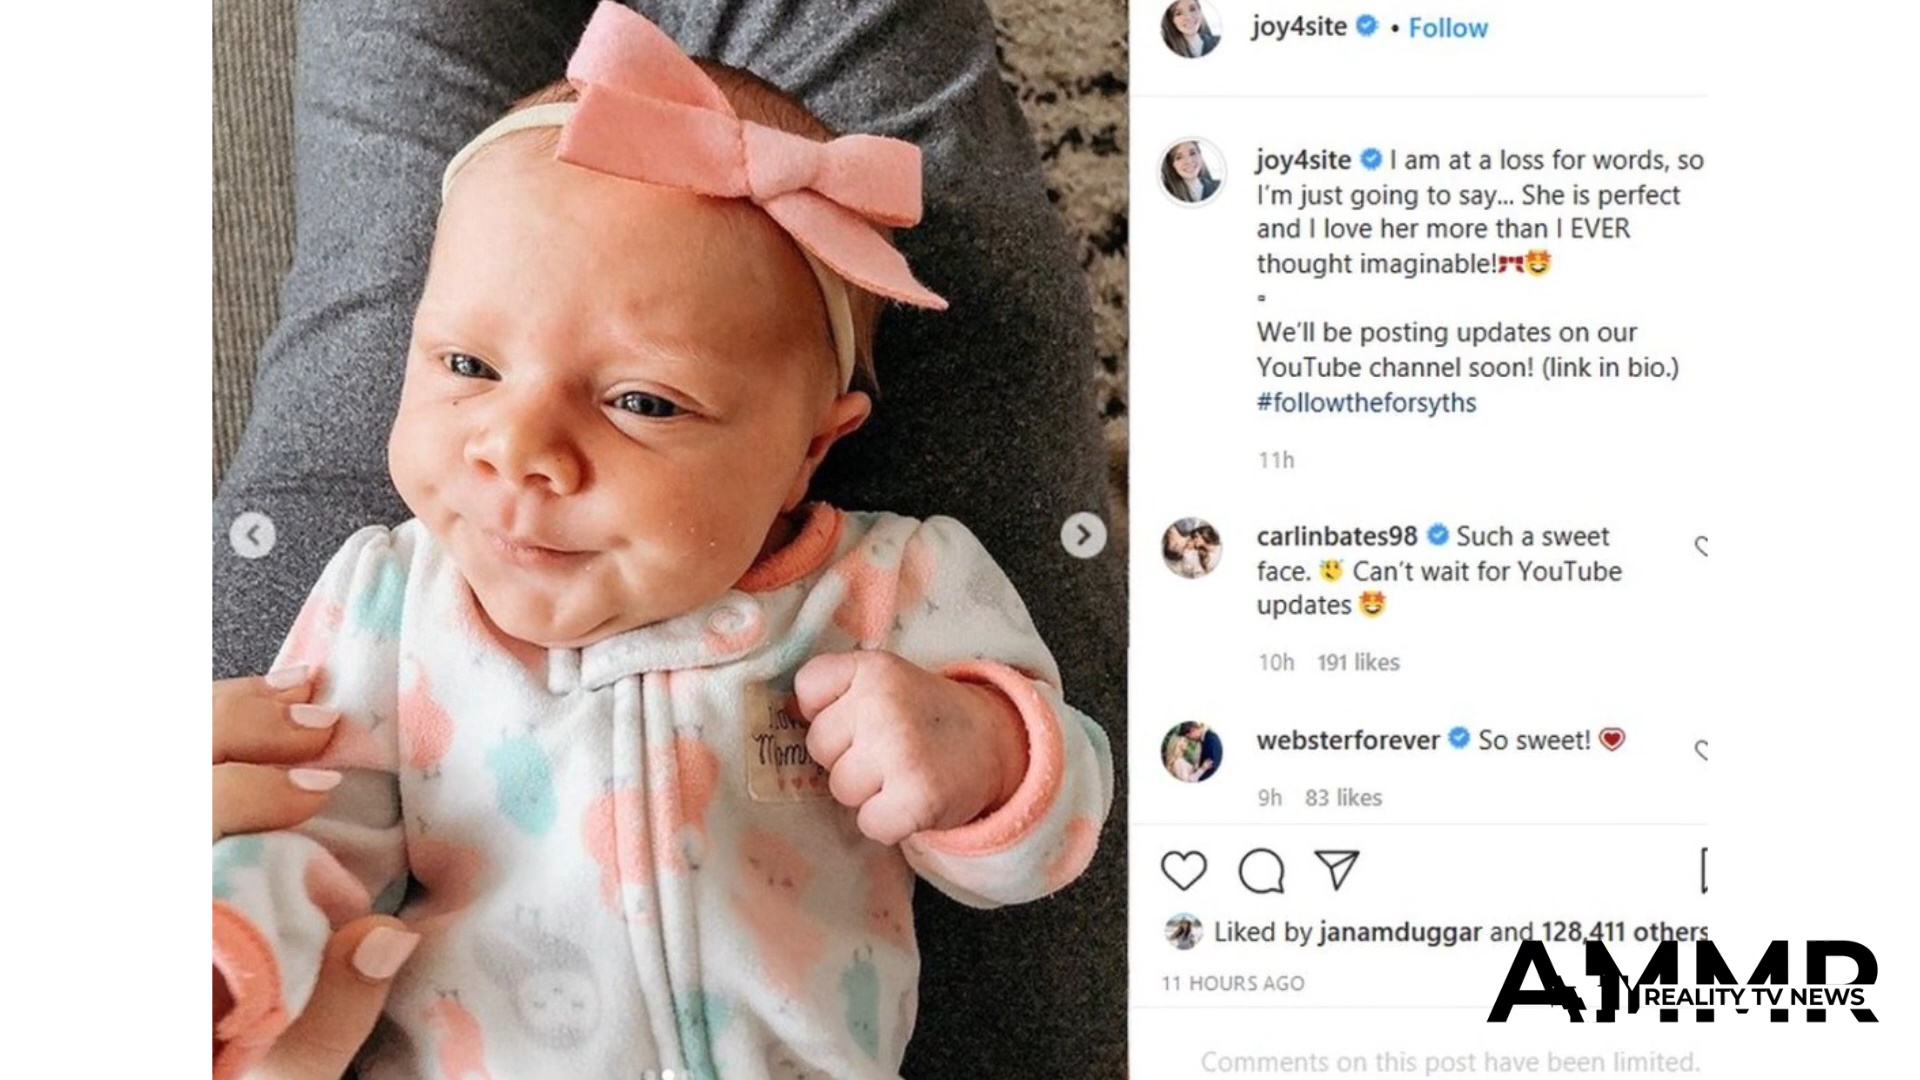 joy4site • Follow
joy4site I am at a loss for words, so
I'm just going to say... She is perfect
and I love her more than I EVER
thought imaginable!
We'll be posting updates on our
YouTube channel soon! (link in bio.)
#followtheforsyths
11h
carlinbates98 Such a sweet
face. Can't wait for YouTube
updates
10h 191 likes
websterforever So sweet!
9h 83 likes
Liked by janamduggar and 128,411 others
11 HOURS AGO
Comments on this post have been limited.
AMMR
REALITY TV NEWS